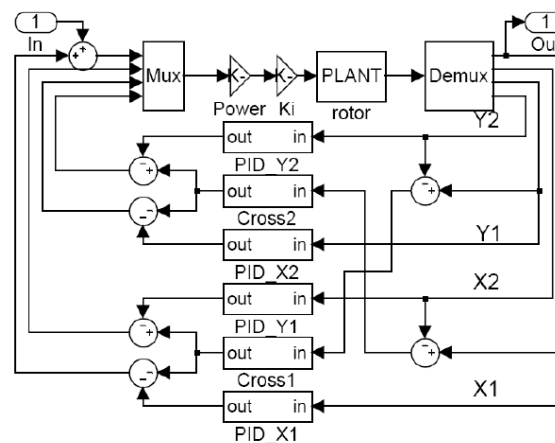 1
In
+
+
Mux
K-
K-
PLANT
Demux
1
Ou
Power
Ki
rotor
Y2
out
in
PID_Y2
-
+
out
in
-
+
Cross2
-
-
out
in
Y1
PID_X2
X2
out
in
PID_Y1
-
+
out
in
-
+
Cross1
-
-
X1
out
in
PID_X1